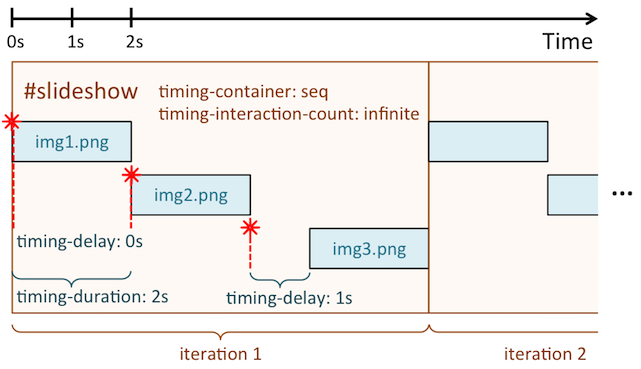 0s 1s 2s
Time
#slideshow
timing-container: seq
timing-interaction-count: infinite
img1.png
img2.png
...
timing-delay: 0s
img3.png
timing-duration: 2s
timing-delay: 1s
iteration 1
iteration 2